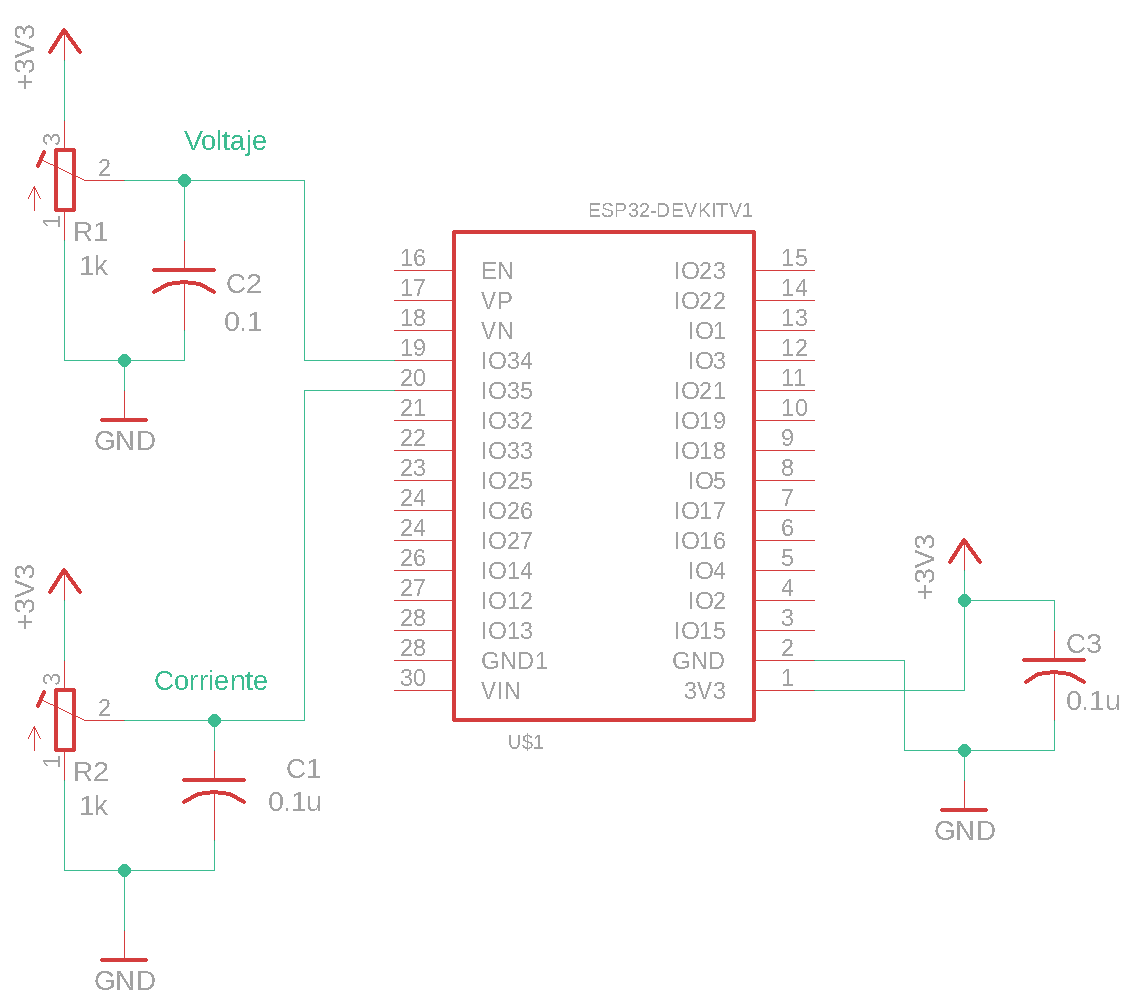 +3V3
3
2
1
R1
1k
Voltaje
C2
0.1
GND
+3V3
3
2
1
R2
1k
Corriente
C1
0.1u
GND
ESP32-DEVKITV1
16 EN IO23 15
17 VP IO22 14
18 VN IO1 13
19 IO34 IO3 12
20 IO35 IO21 11
21 IO32 IO19 10
22 IO33 IO18 9
23 IO25 IO5 8
24 IO26 IO17 7
24 IO27 IO16 6
26 IO14 IO4 5
27 IO12 IO2 4
28 IO13 IO15 3
28 GND1 GND 2
30 VIN 3V3 1
U$1
+3V3
C3
0.1u
GND